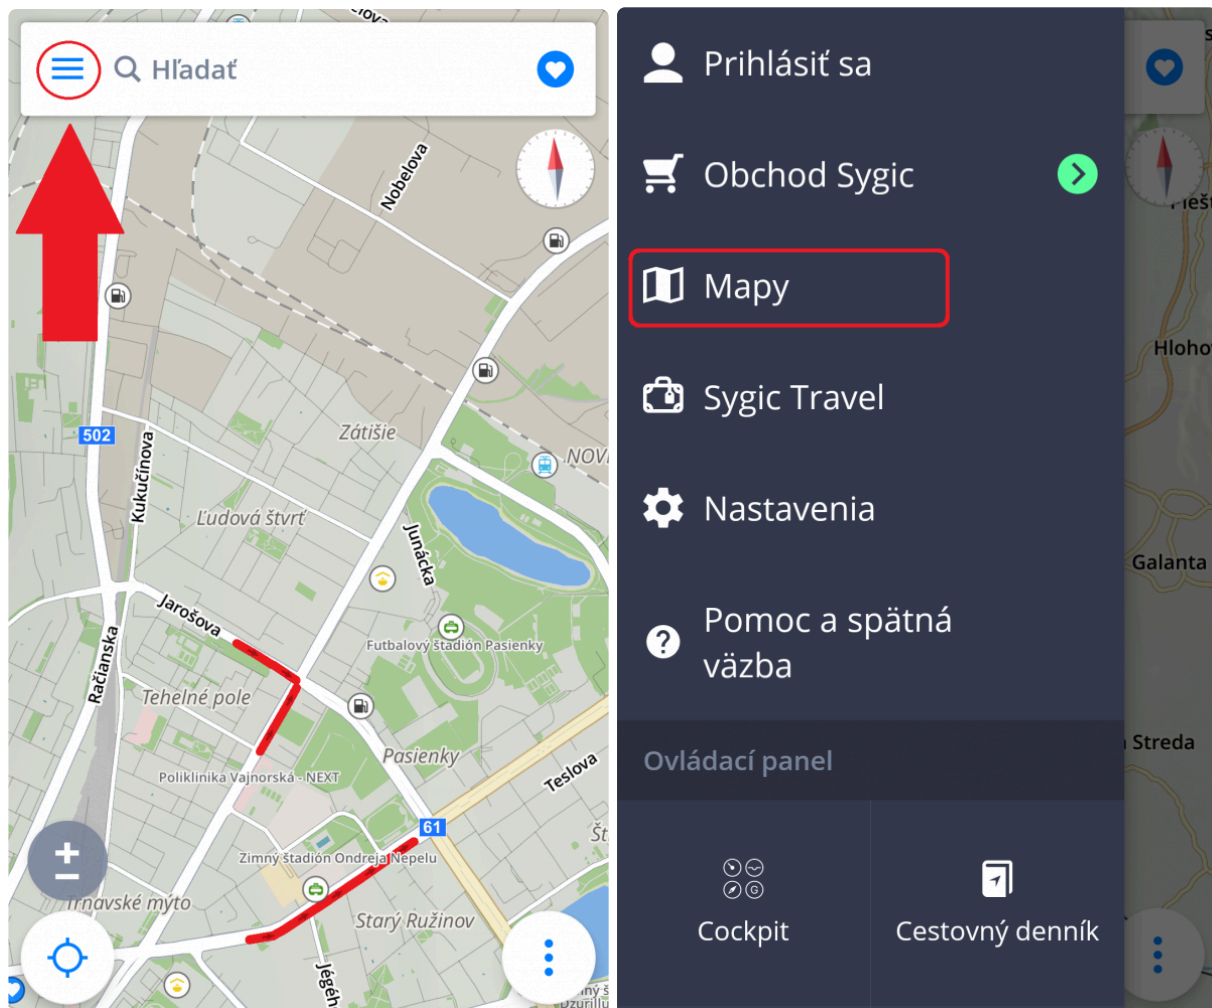 Hľadať
Nobelova
Zátišie
502
Kukučínova
Ľudová štvrť
Junácka
Jarošova
Račianska
Futbalový štadión Pasienky
Tehelné pole
Pasienky
Poliklinika Vajnorská - NEXT
Teslova
61
Zimný štadión Ondreja Nepelu
Trnavské mýto
Starý Ružinov
Prihlásiť sa
Obchod Sygic
Mapy
Sygic Travel
Nastavenia
Pomoc a spätná
väzba
Ovládací panel
Cockpit
Cestovný denník
Galanta
Streda